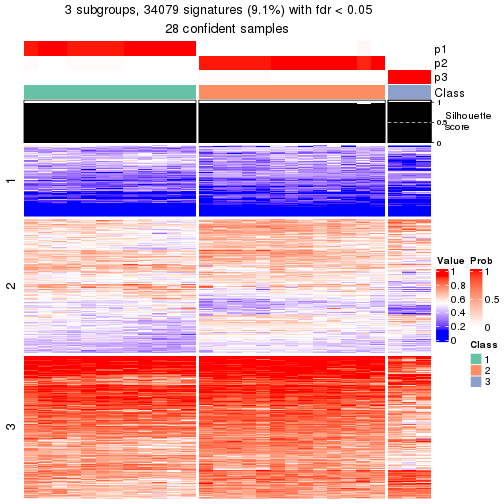 3 subgroups, 34079 signatures (9.1%) with fdr < 0.05
28 confident samples
p1
p2
p3
Class
1
0.5
0
Silhouette
score
1
2
3
Value
1
0.8
0.6
0.4
0.2
0
Prob
1
0.5
0
Class
1
2
3